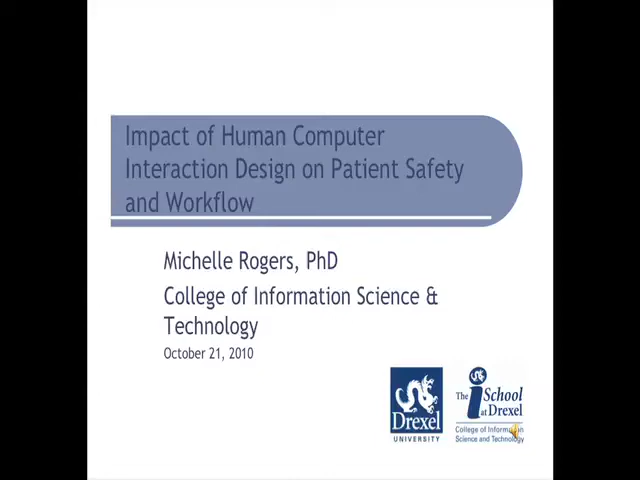 Impact of Human Computer
Interaction Design on Patient Safety
and Workflow
Michelle Rogers, PhD
College of Information Science &
Technology
October 21, 2010
Drexel
UNIVERSITY
The iSchool
at Drexel
College of Information
Science and Technology